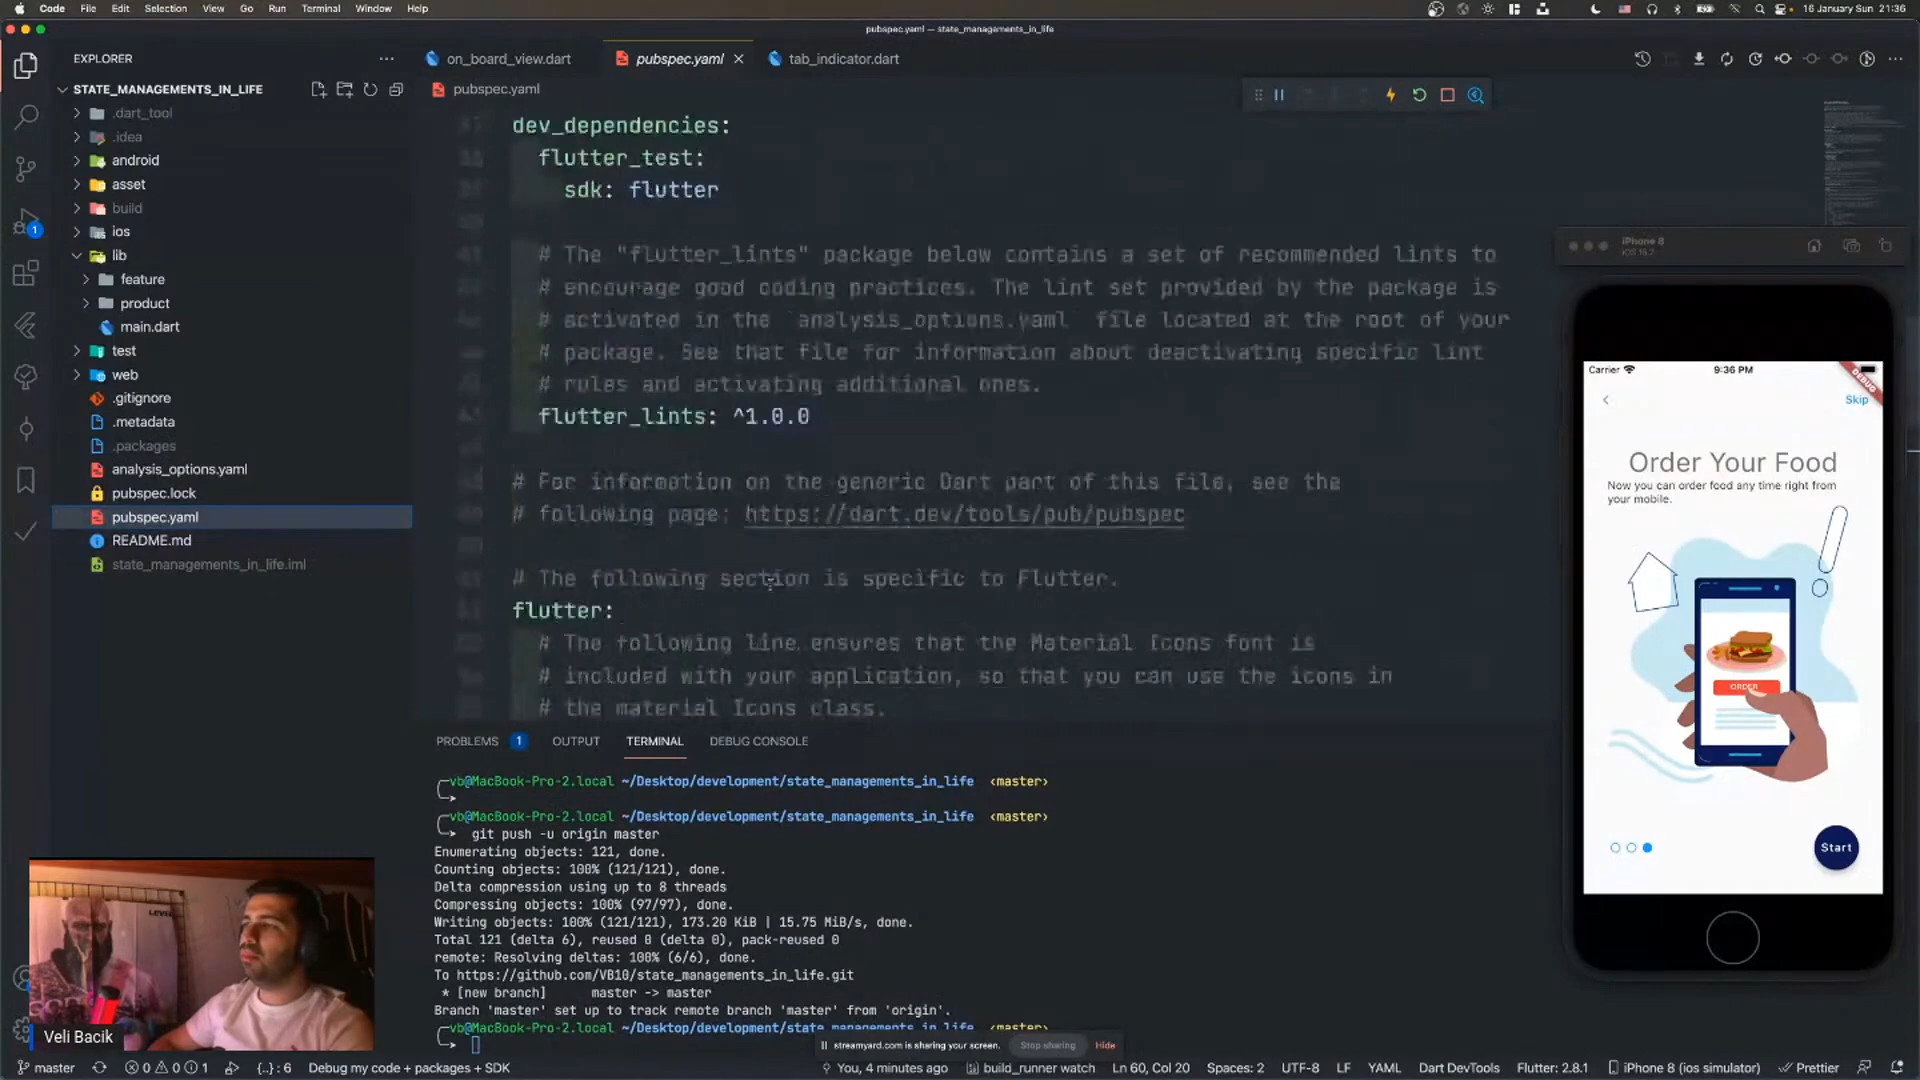 Code File Edit Selection View Go Run Terminal Window Help
16 January Sun 21:36
pubspec.yaml — state_managements_in_life
EXPLORER
STATE_MANAGEMENTS_IN_LIFE
.dart_tool
.idea
android
asset
build
ios
lib
feature
product
main.dart
test
web
.gitignore
.metadata
.packages
analysis_options.yaml
pubspec.lock
pubspec.yaml
README.md
state_managements_in_life.iml
1
on_board_view.dart
pubspec.yaml
tab_indicator.dart
pubspec.yaml
dev_dependencies:
flutter_test:
sdk: flutter
# The "flutter_lints" package below contains a set of recommended lints to
# encourage good coding practices. The lint set provided by the package is
# activated in the `analysis_options.yaml` file located at the root of your
# package. See that file for information about deactivating specific lint
# rules and activating additional ones.
flutter_lints: ^1.0.0
# For information on the generic Dart part of this file, see the
# following page: https://dart.dev/tools/pub/pubspec
# The following section is specific to Flutter.
flutter:
# The following line ensures that the Material Icons font is
# included with your application, so that you can use the icons in
# the material Icons class.
PROBLEMS 1 OUTPUT TERMINAL DEBUG CONSOLE
vb@MacBook-Pro-2.local ~/Desktop/development/state_managements_in_life ‹master›
vb@MacBook-Pro-2.local ~/Desktop/development/state_managements_in_life ‹master›
git push -u origin master
Enumerating objects: 121, done.
Counting objects: 100% (121/121), done.
Delta compression using up to 8 threads
Compressing objects: 100% (97/97), done.
Writing objects: 100% (121/121), 173.20 KiB | 15.75 MiB/s, done.
Total 121 (delta 6), reused 0 (delta 0), pack-reused 0
remote: Resolving deltas: 100% (6/6), done.
To https://github.com/VB10/state_managements_in_life.git
* [new branch] master -> master
Branch 'master' set up to track remote branch 'master' from 'origin'.
vb@MacBook-Pro-2.local ~/Desktop/development/state_managements_in_life ‹master›
streamyard.com is sharing your screen. Stop sharing Hide
iPhone 8
iOS 15.2
Carrier 9:36 PM
DEBUG
Skip
Order Your Food
Now you can order food any time right from
your mobile.
ORDER
Start
LEVE
Veli Bacik
master 0 0 1 {..}: 6 Debug my code + packages + SDK You, 4 minutes ago build_runner watch Ln 60, Col 20 Spaces: 2 UTF-8 LF YAML Dart DevTools Flutter: 2.8.1 iPhone 8 (ios simulator) Prettier